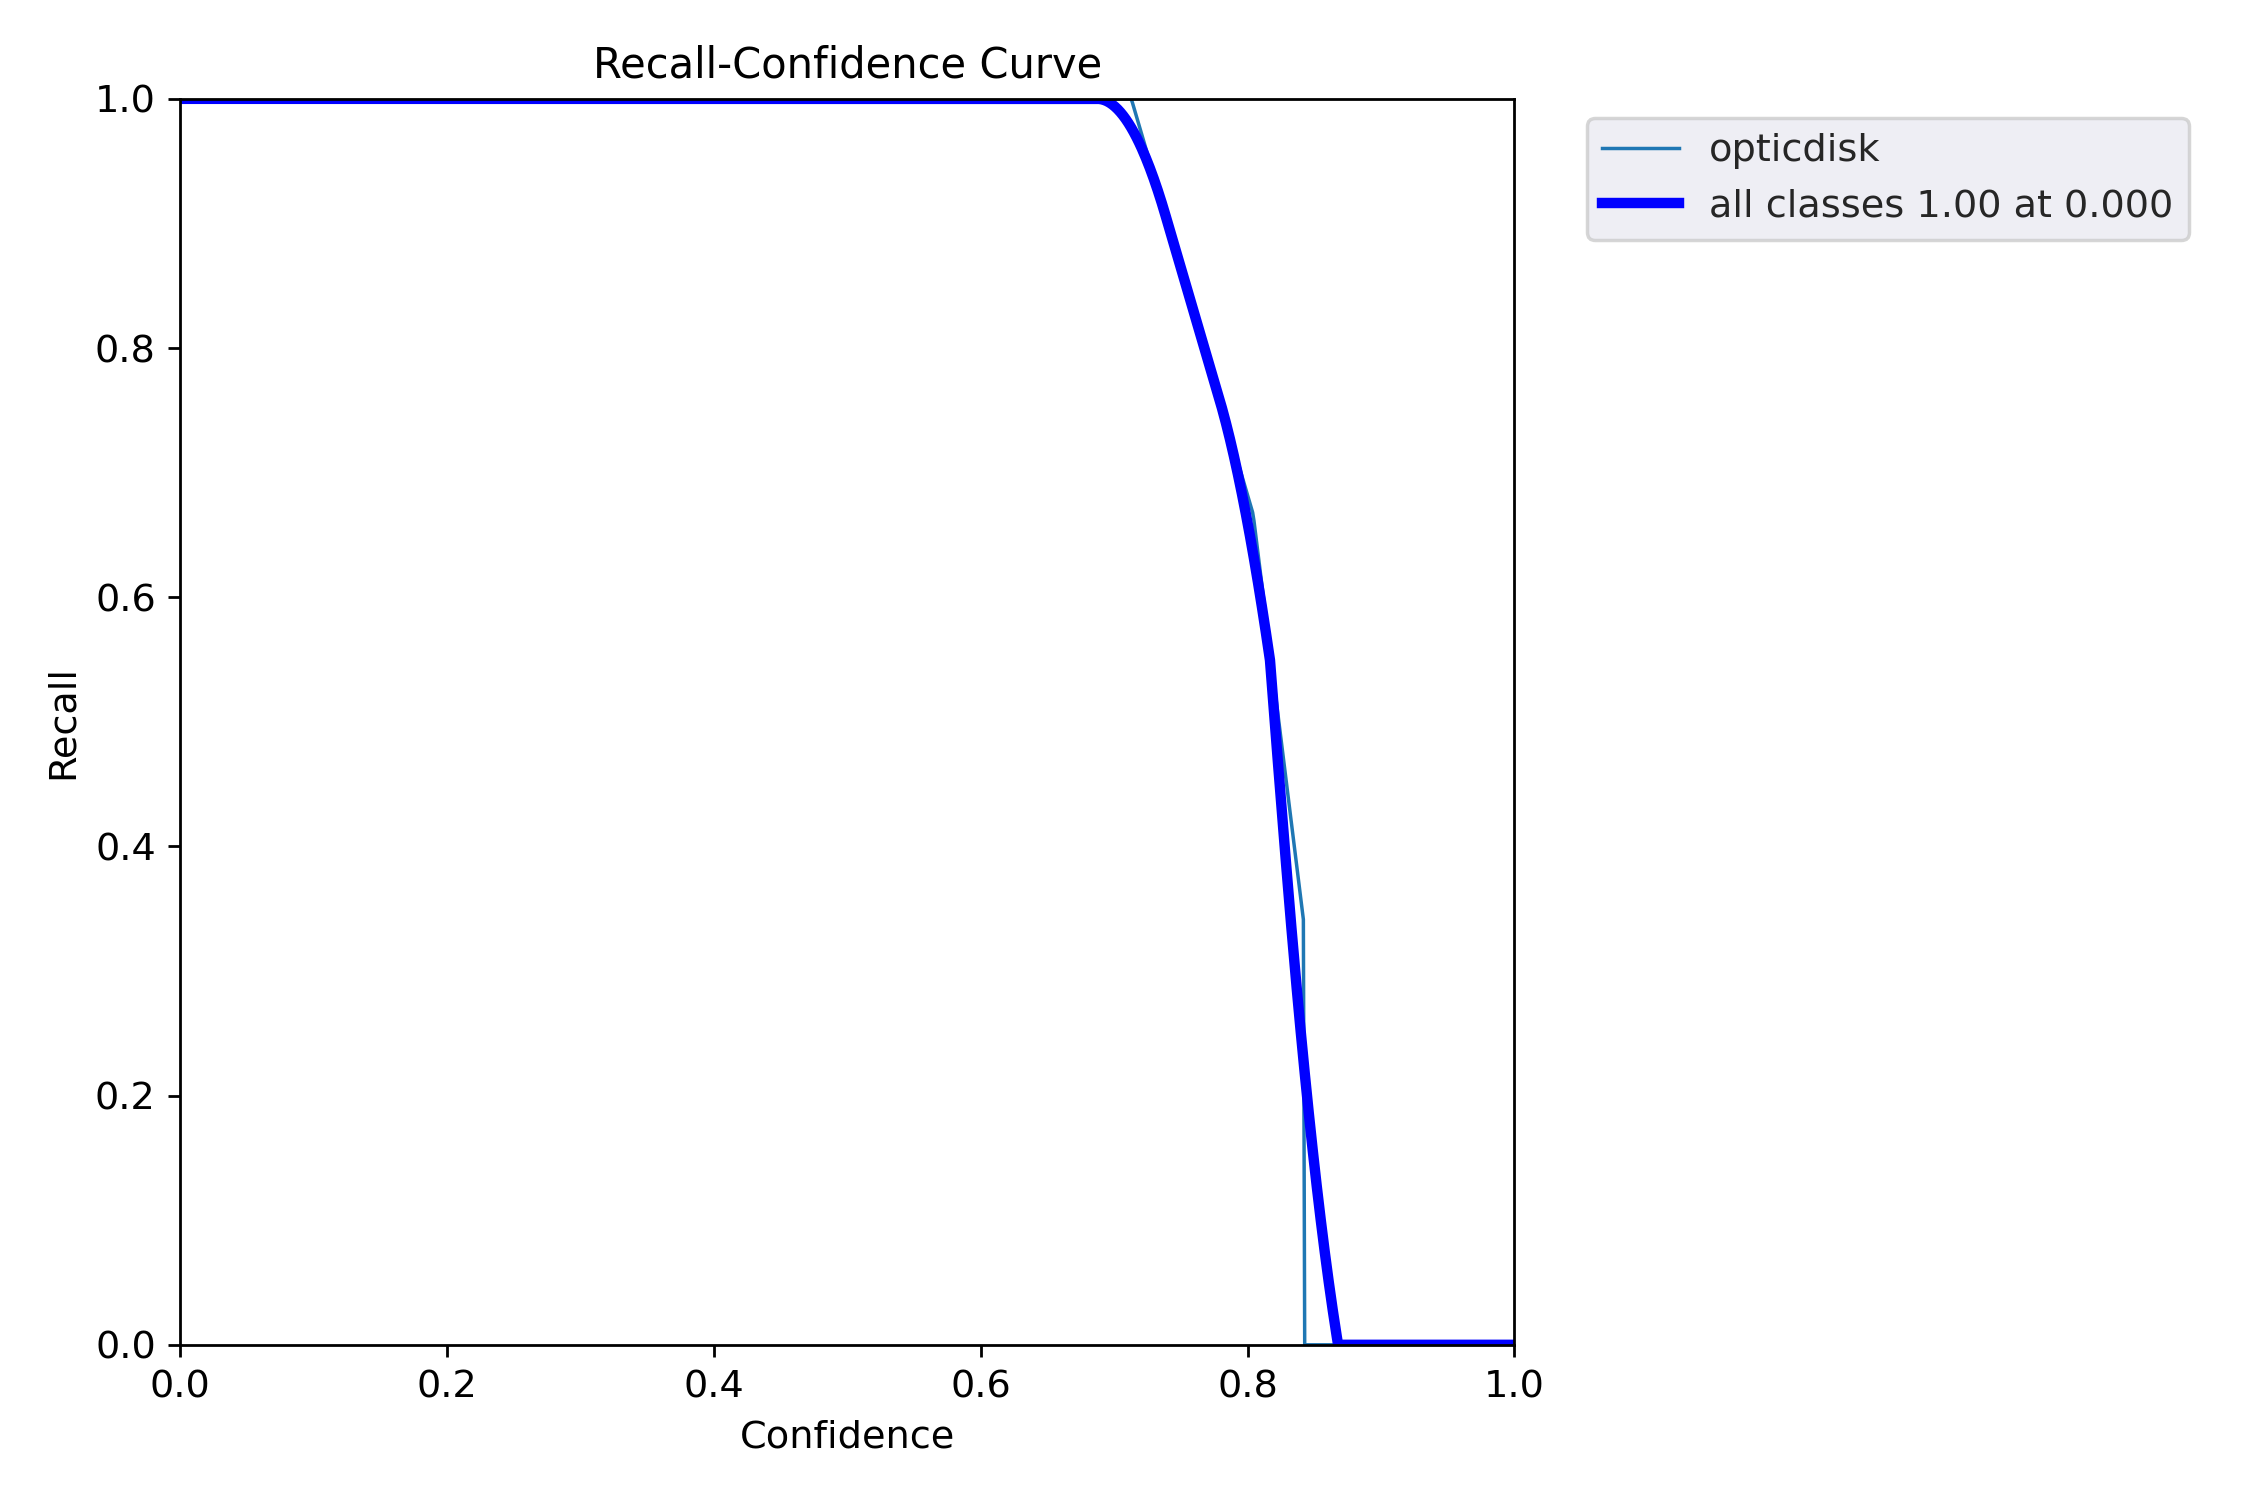 Recall-Confidence Curve
opticdisk
all classes 1.00 at 0.000
Recall
1.0
0.8
0.6
0.4
0.2
0.0
0.0 0.2 0.4 0.6 0.8 1.0
Confidence